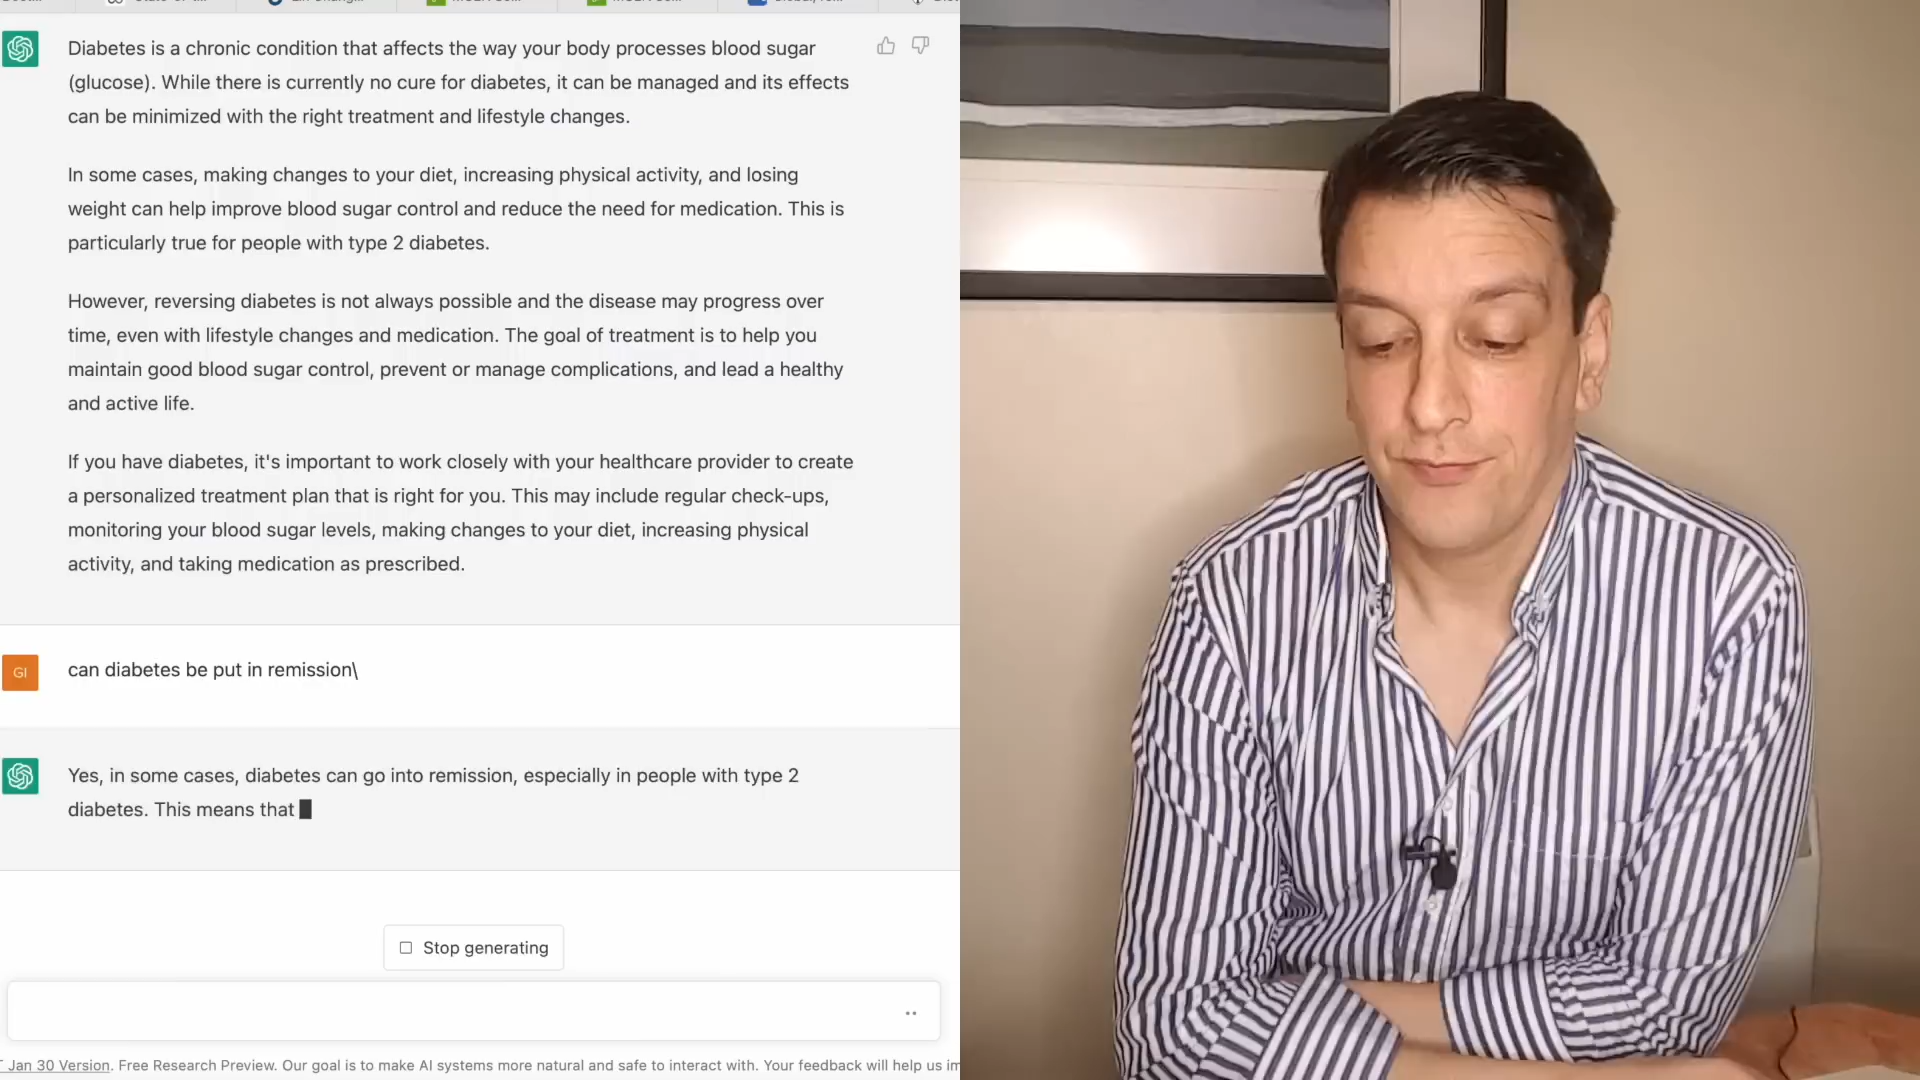 Diabetes is a chronic condition that affects the way your body processes blood sugar
(glucose). While there is currently no cure for diabetes, it can be managed and its effects
can be minimized with the right treatment and lifestyle changes.
In some cases, making changes to your diet, increasing physical activity, and losing
weight can help improve blood sugar control and reduce the need for medication. This is
particularly true for people with type 2 diabetes.
However, reversing diabetes is not always possible and the disease may progress over
time, even with lifestyle changes and medication. The goal of treatment is to help you
maintain good blood sugar control, prevent or manage complications, and lead a healthy
and active life.
If you have diabetes, it's important to work closely with your healthcare provider to create
a personalized treatment plan that is right for you. This may include regular check-ups,
monitoring your blood sugar levels, making changes to your diet, increasing physical
activity, and taking medication as prescribed.
GI
can diabetes be put in remission\
Yes, in some cases, diabetes can go into remission, especially in people with type 2
diabetes. This means that
Stop generating
Jan 30 Version. Free Research Preview. Our goal is to make AI systems more natural and safe to interact with. Your feedback will help us